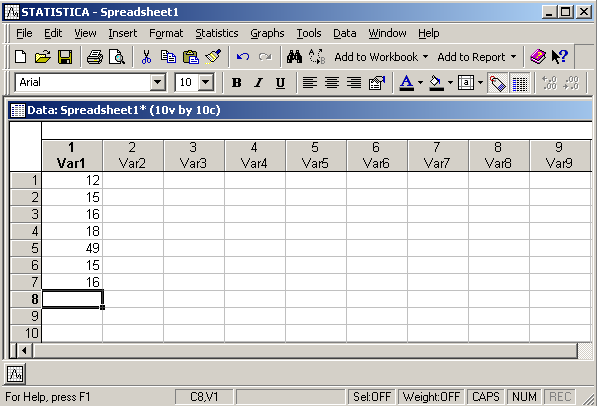 STATISTICA - Spreadsheet1
File Edit View Insert Format Statistics Graphs Tools Data Window Help
Add to Workbook Add to Report
Arial 10 B I U A
Data: Spreadsheet1* (10v by 10c)
1 2 3 4 5 6 7 8 9
Var1 Var2 Var3 Var4 Var5 Var6 Var7 Var8 Var9
1 12
2 15
3 16
4 18
5 49
6 15
7 16
8
9
10
For Help, press F1 C8,V1 Sel:OFF Weight:OFF CAPS NUM REC